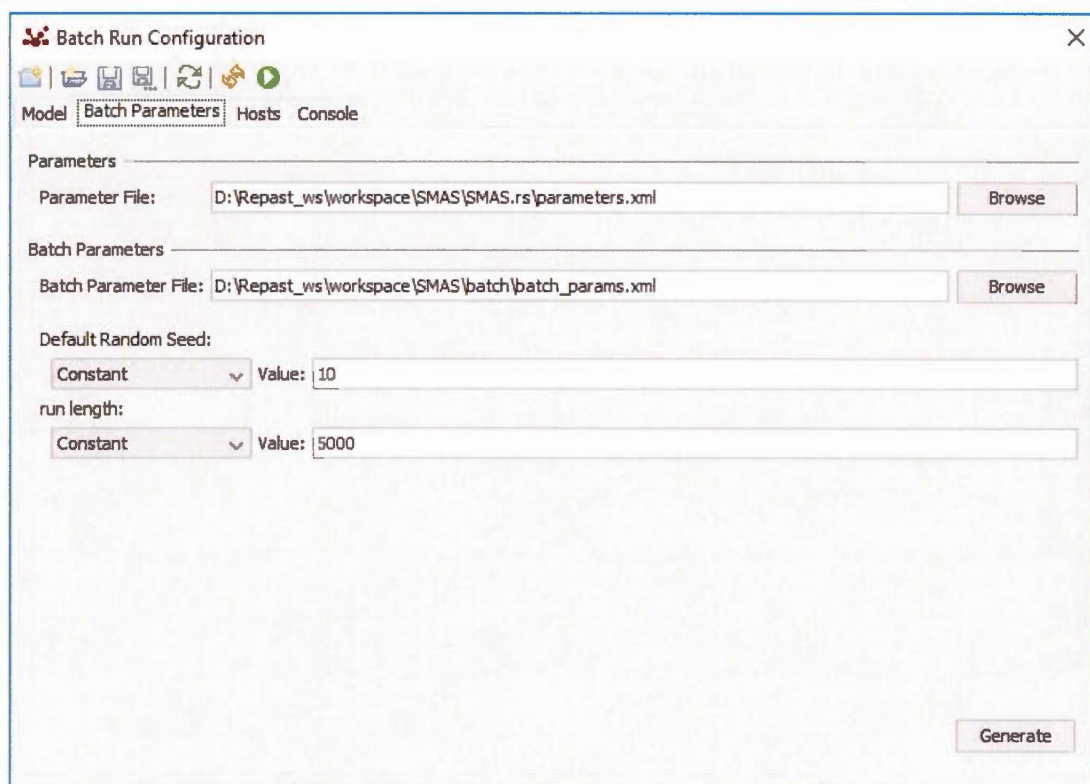 Batch Run Configuration
Model Batch Parameters Hosts Console
Parameters
Parameter File: D:\Repast_ws\workspace\SMAS\SMAS.rs\parameters.xml Browse
Batch Parameters
Batch Parameter File: D:\Repast_ws\workspace\SMAS\batch\batch_params.xml Browse
Default Random Seed:
Constant Value: 10
run length:
Constant Value: 5000
Generate